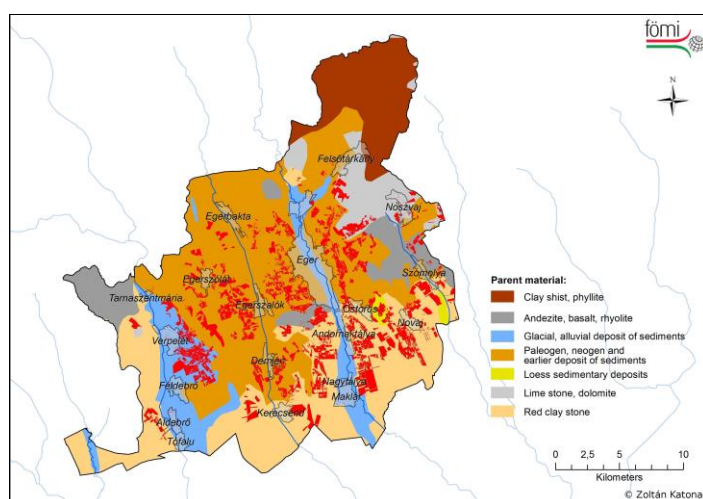 fömi
N
Felsőtárkány
Noszvaj
Egerbakta
Eger
Szomolya
Egerszólát
Tarnaszentmária
Egerszalók
Ostoros
Novaj
Andornaktálya
Verpelét
Demjén
Feldebrő
Nagytálya
Maklár
Aldebrő
Kerecsend
Tófalu
Parent material:
Clay shist, phyllite
Andezite, basalt, rhyolite
Glacial, alluvial deposit of sediments
Paleogen, neogen and
earlier deposit of sediments
Loess sedimentary deposits
Lime stone, dolomite
Red clay stone
0 2,5 5 10 12,5
Kilometers
© Zoltán Katona